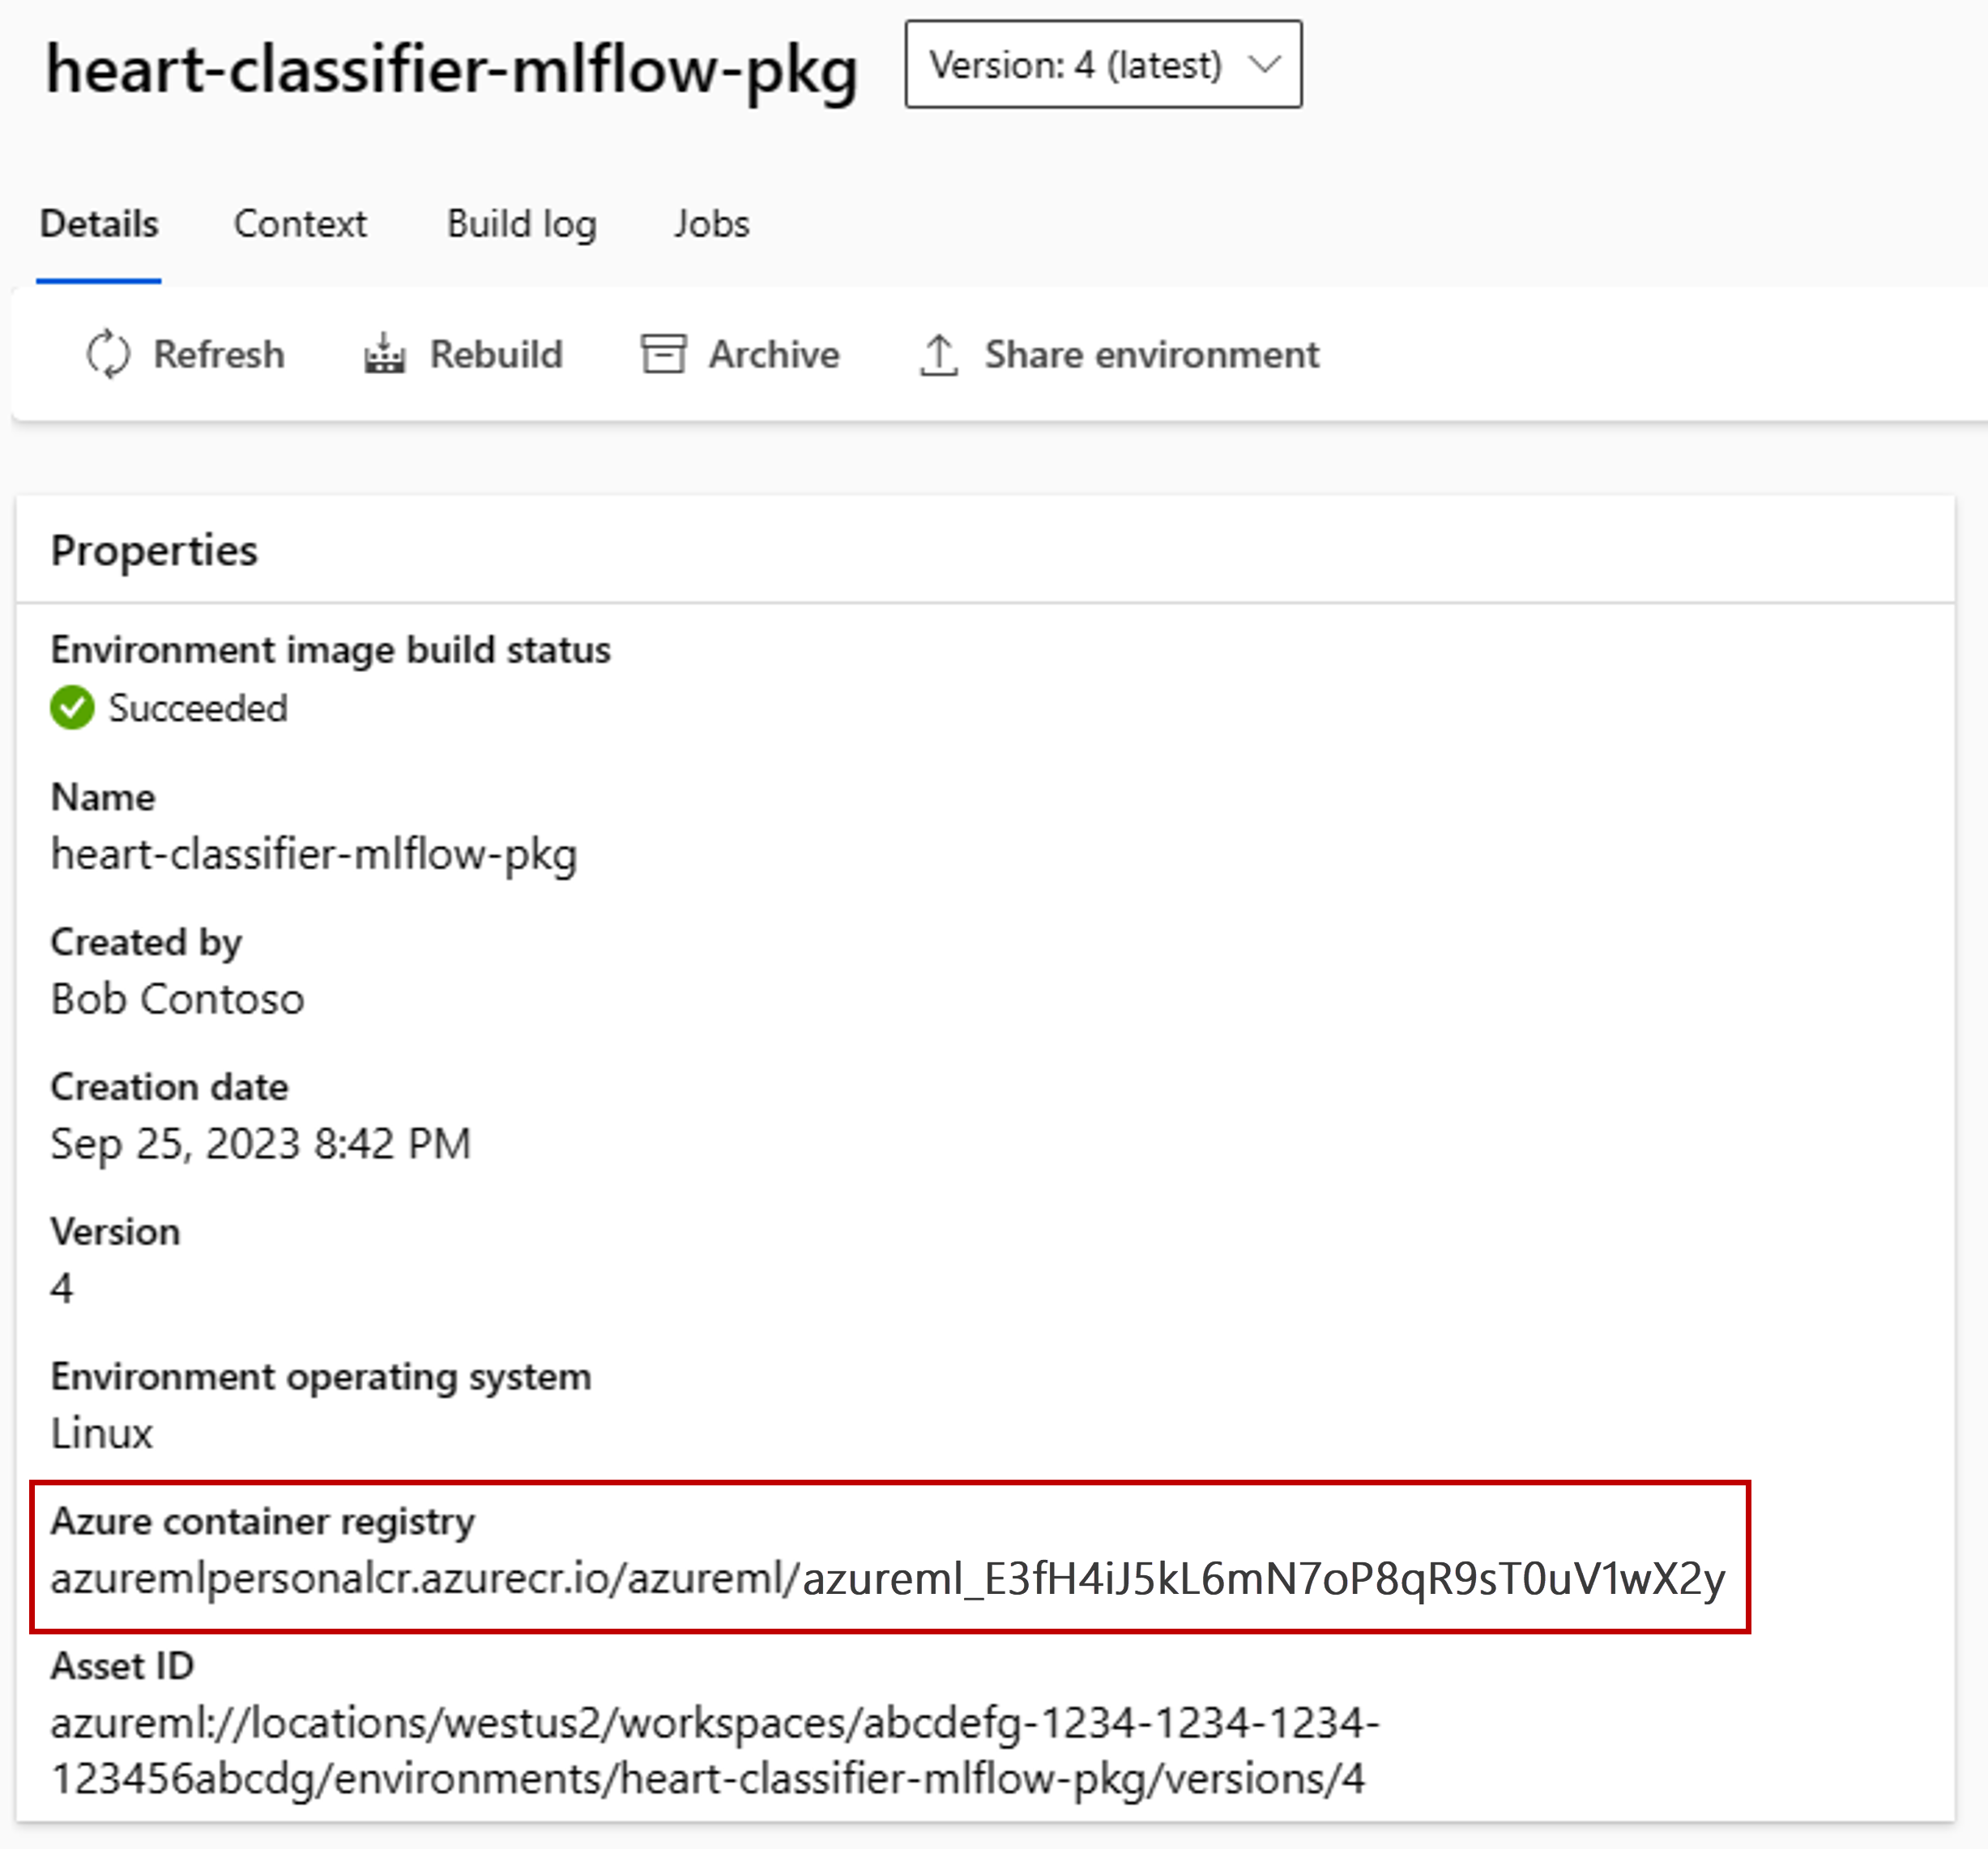 heart-classifier-mlflow-pkg
Version: 4 (latest)
Details Context Build log Jobs
Refresh Rebuild Archive Share environment
Properties
Environment image build status
Succeeded
Name
heart-classifier-mlflow-pkg
Created by
Bob Contoso
Creation date
Sep 25, 2023 8:42 PM
Version
4
Environment operating system
Linux
Azure container registry
azuremlpersonalcr.azurecr.io/azureml/azureml_E3fH4iJ5kL6mN7oP8qR9sT0uV1wX2y
Asset ID
azureml://locations/westus2/workspaces/abcdefg-1234-1234-1234-
123456abcdg/environments/heart-classifier-mlflow-pkg/versions/4